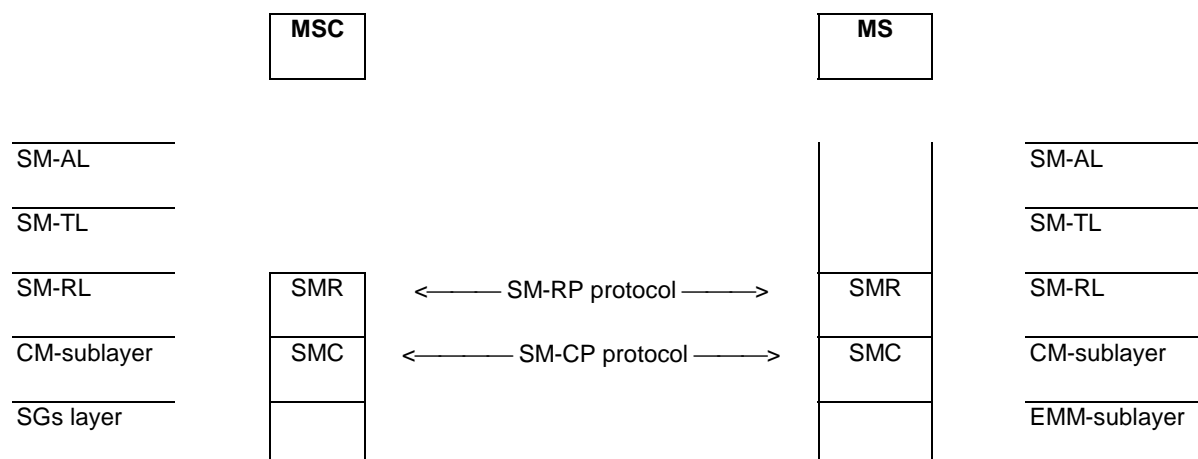 MSC MS
SM-AL SM-AL
SM-TL SM-TL
SM-RL SMR <——— SM-RP protocol ———> SMR SM-RL
CM-sublayer SMC <———— SM-CP protocol ———> SMC CM-sublayer
SGs layer EMM-sublayer